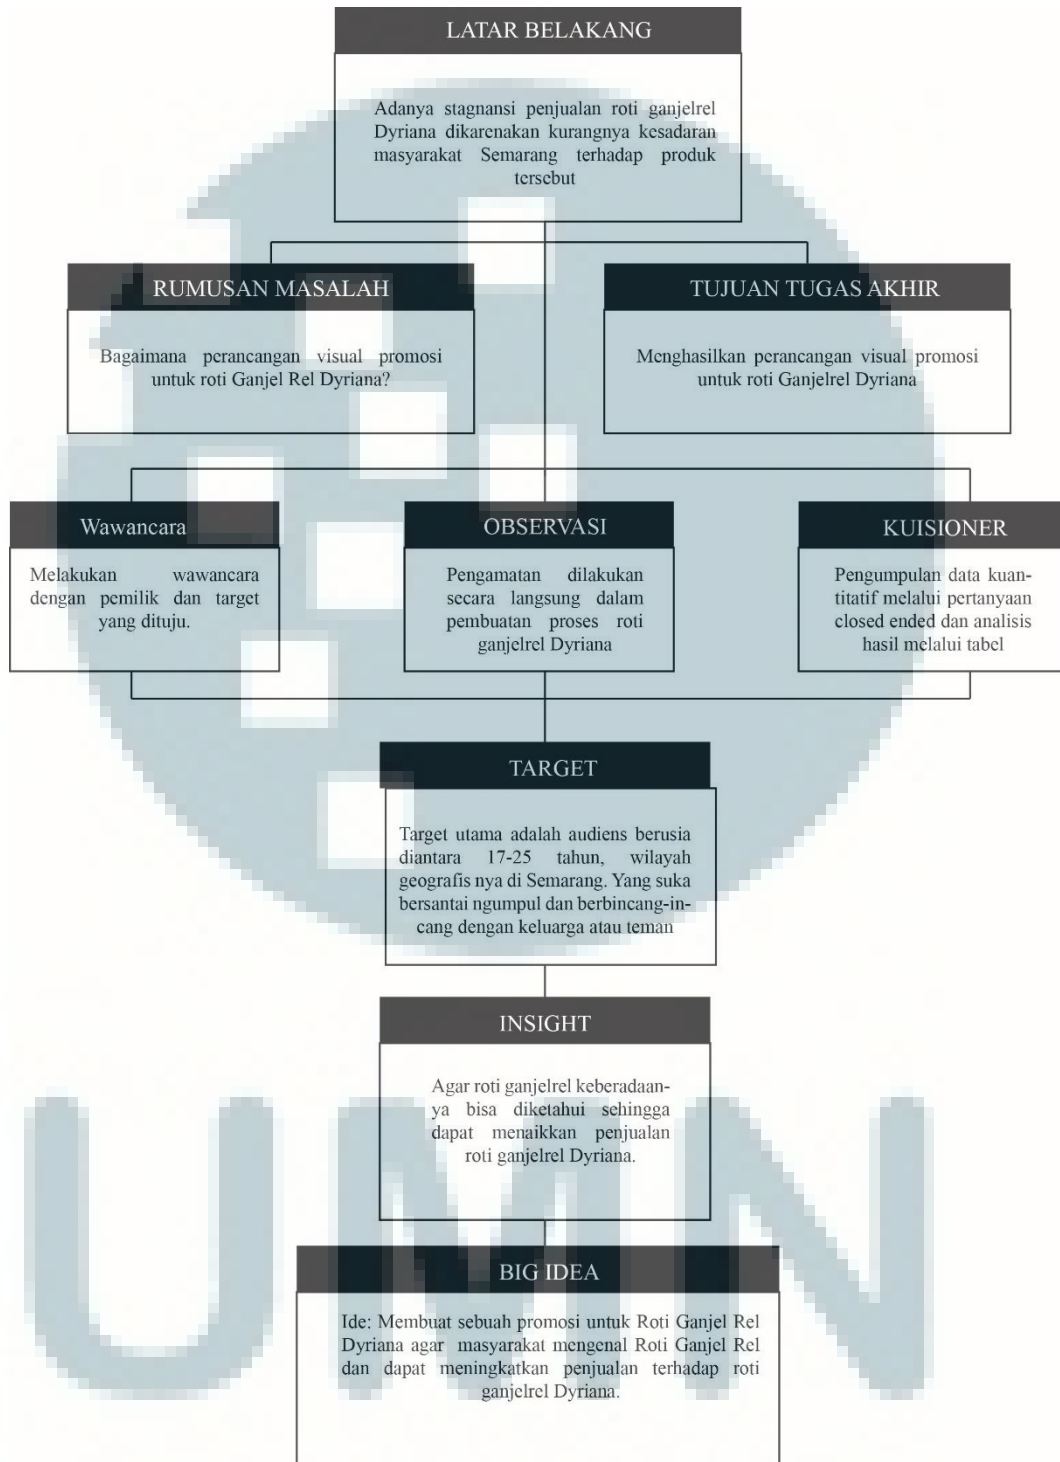 LATAR BELAKANG
Adanya stagnansi penjualan roti ganjelrel
Dyriana dikarenakan kurangnya kesadaran
masyarakat Semarang terhadap produk
tersebut
RUMUSAN MASALAH
Bagaimana perancangan visual promosi
untuk roti Ganjel Rel Dyriana?
TUJUAN TUGAS AKHIR
Menghasilkan perancangan visual promosi
untuk roti Ganjelrel Dyriana
Wawancara
Melakukan wawancara
dengan pemilik dan target
yang dituju.
OBSERVASI
Pengamatan dilakukan
secara langsung dalam
pembuatan proses roti
ganjelrel Dyriana
KUISIONER
Pengumpulan data kuan-
titatif melalui pertanyaan
closed ended dan analisis
hasil melalui tabel
TARGET
Target utama adalah audiens berusia
diantara 17-25 tahun, wilayah
geografis nya di Semarang. Yang suka
bersantai ngumpul dan berbincang-in-
cang dengan keluarga atau teman
INSIGHT
Agar roti ganjelrel keberadaan-
ya bisa diketahui sehingga
dapat menaikkan penjualan
roti ganjelrel Dyriana.
BIG IDEA
Ide: Membuat sebuah promosi untuk Roti Ganjel Rel
Dyriana agar masyarakat mengenal Roti Ganjel Rel
dan dapat meningkatkan penjualan terhadap roti
ganjelrel Dyriana.
UMN